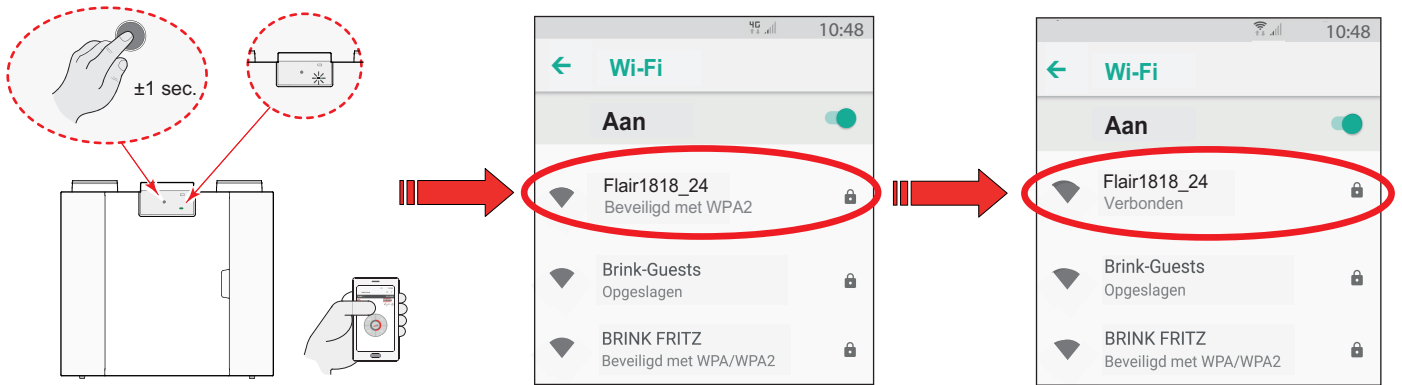 ±1 sec.
4G 10:48
Wi-Fi
Aan
Flair1818_24
Beveiligd met WPA2
Brink-Guests
Opgeslagen
BRINK FRITZ
Beveiligd met WPA/WPA2
10:48
Wi-Fi
Aan
Flair1818_24
Verbonden
Brink-Guests
Opgeslagen
BRINK FRITZ
Beveiligd met WPA/WPA2